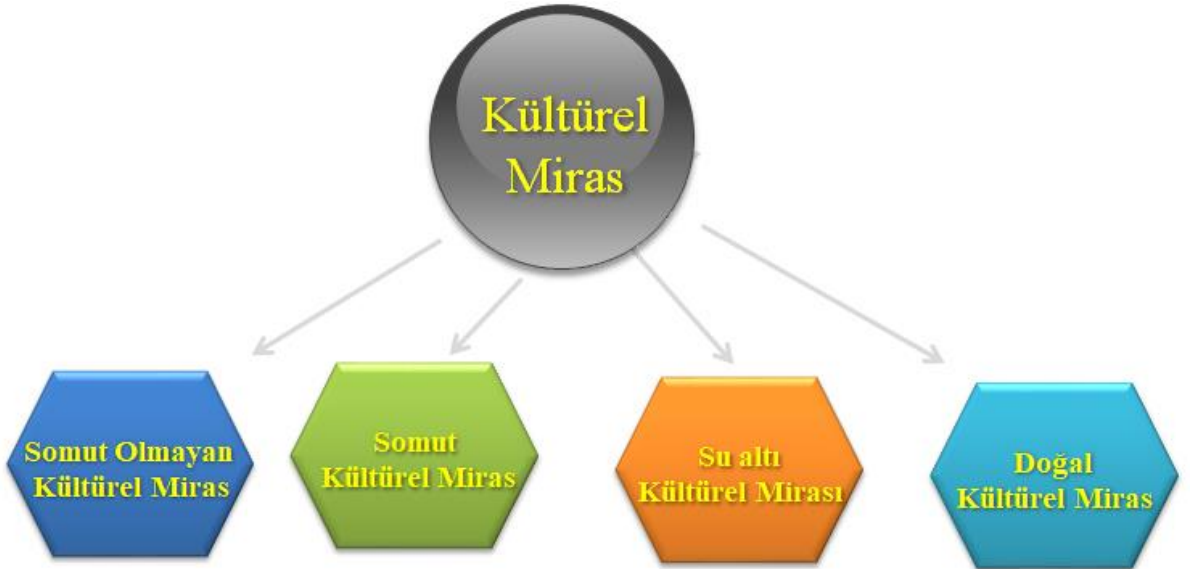 Kültürel
Miras
Somut Olmayan
Kültürel Miras
Somut
Kültürel Miras
Su altı
Kültürel Mirası
Doğal
Kültürel Miras